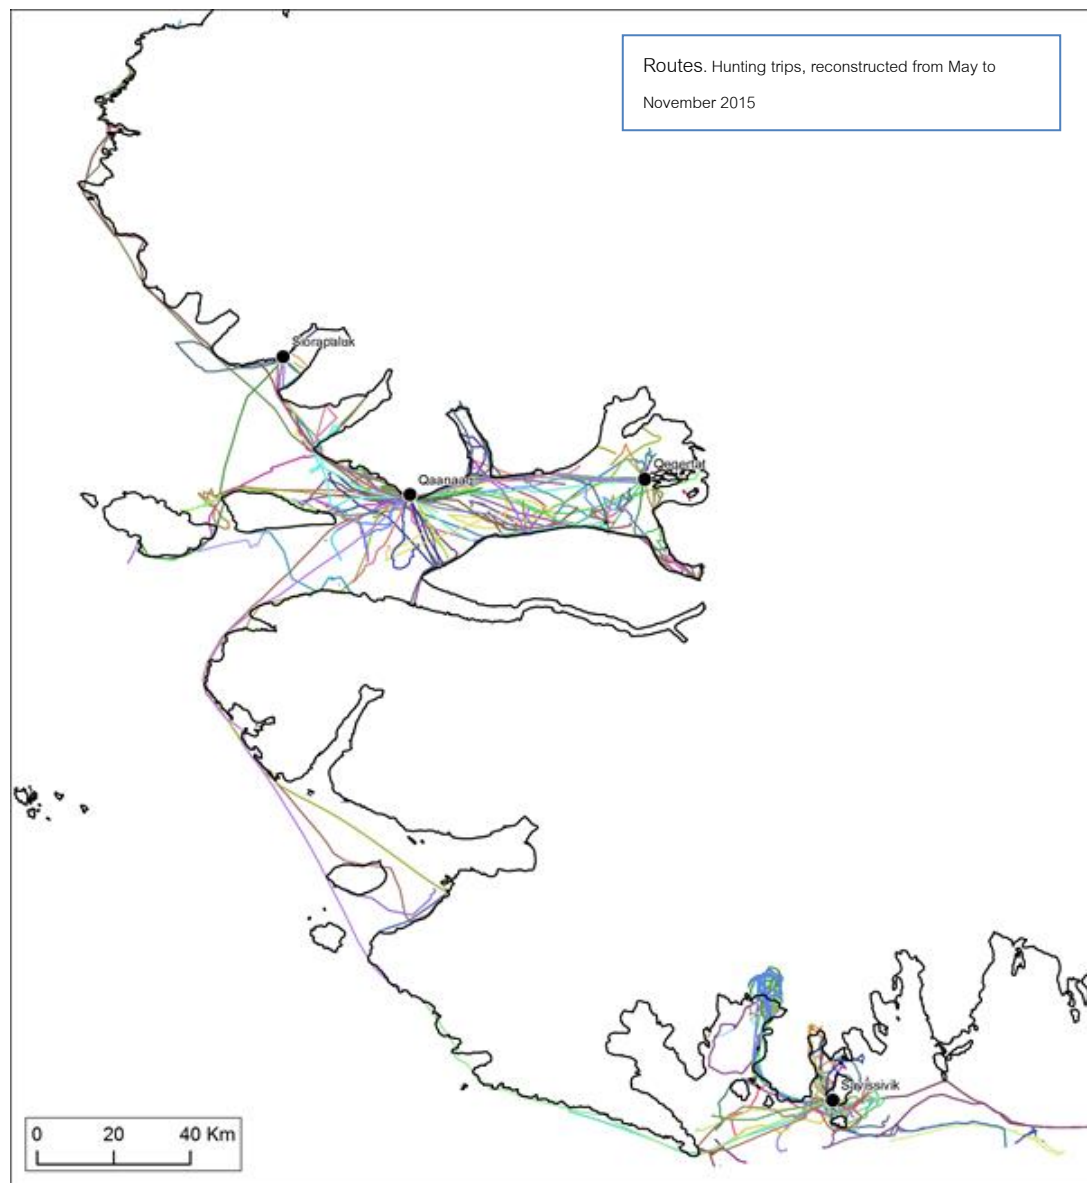 Routes. Hunting trips, reconstructed from May to
November 2015
Siorapaluk
Qeqertat
Qaanaaq
Savissivik
0 20 40 Km